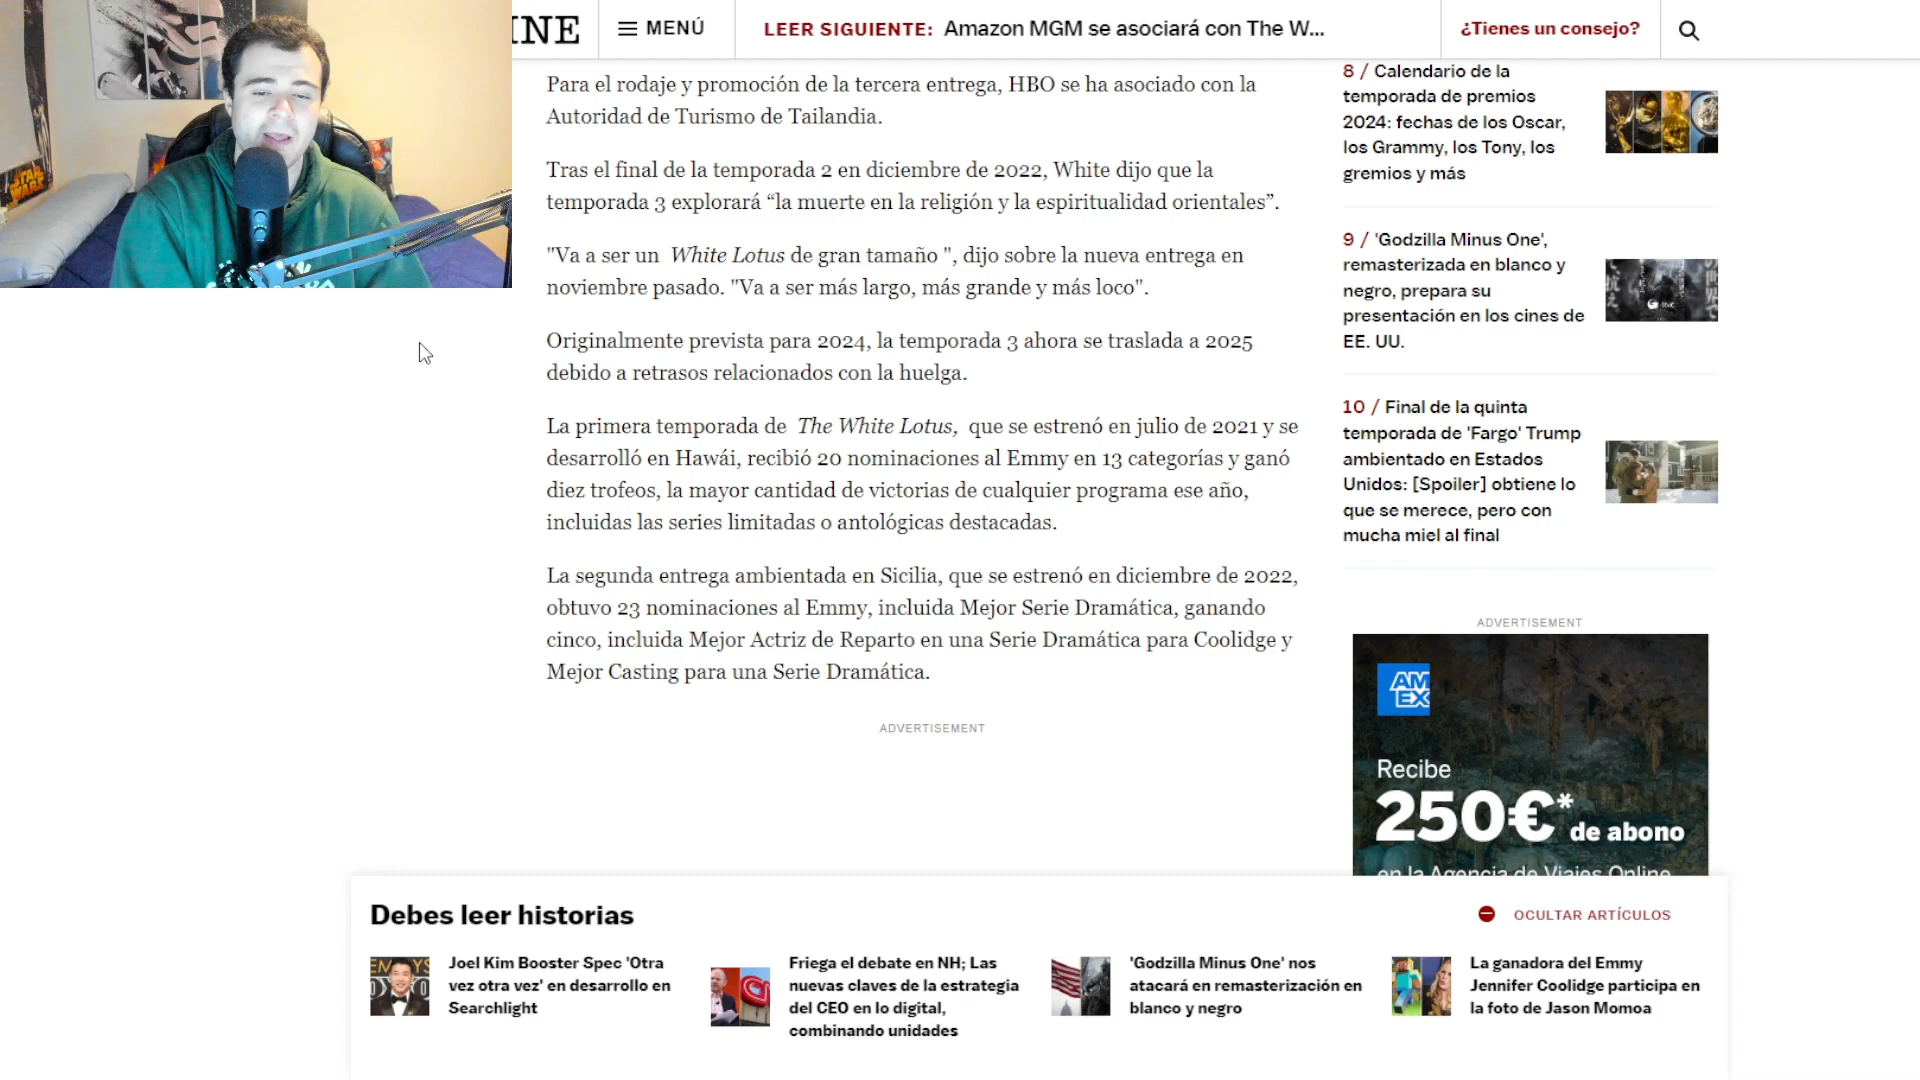 STAR
WARS
INE
MENÚ
LEER SIGUIENTE: Amazon MGM se asociará con The W...
¿Tienes un consejo?
Para el rodaje y promoción de la tercera entrega, HBO se ha asociado con la
Autoridad de Turismo de Tailandia.
Tras el final de la temporada 2 en diciembre de 2022, White dijo que la
temporada 3 explorará “la muerte en la religión y la espiritualidad orientales”.
"Va a ser un White Lotus de gran tamaño ", dijo sobre la nueva entrega en
noviembre pasado. "Va a ser más largo, más grande y más loco".
Originalmente prevista para 2024, la temporada 3 ahora se traslada a 2025
debido a retrasos relacionados con la huelga.
La primera temporada de The White Lotus, que se estrenó en julio de 2021 y se
desarrolló en Hawái, recibió 20 nominaciones al Emmy en 13 categorías y ganó
diez trofeos, la mayor cantidad de victorias de cualquier programa ese año,
incluidas las series limitadas o antológicas destacadas.
La segunda entrega ambientada en Sicilia, que se estrenó en diciembre de 2022,
obtuvo 23 nominaciones al Emmy, incluida Mejor Serie Dramática, ganando
cinco, incluida Mejor Actriz de Reparto en una Serie Dramática para Coolidge y
Mejor Casting para una Serie Dramática.
ADVERTISEMENT
8 / Calendario de la
temporada de premios
2024: fechas de los Oscar,
los Grammy, los Tony, los
gremios y más
9 / 'Godzilla Minus One',
remasterizada en blanco y
negro, prepara su
presentación en los cines de
EE. UU.
10 / Final de la quinta
temporada de 'Fargo' Trump
ambientado en Estados
Unidos: [Spoiler] obtiene lo
que se merece, pero con
mucha miel al final
ADVERTISEMENT
AM
EX
Recibe
250€*
de abono
en la Agencia de Viajes Online
Debes leer historias
OCULTAR ARTÍCULOS
Joel Kim Booster Spec 'Otra
vez otra vez' en desarrollo en
Searchlight
Friega el debate en NH; Las
nuevas claves de la estrategia
del CEO en lo digital,
combinando unidades
'Godzilla Minus One' nos
atacará en remasterización en
blanco y negro
La ganadora del Emmy
Jennifer Coolidge participa en
la foto de Jason Momoa